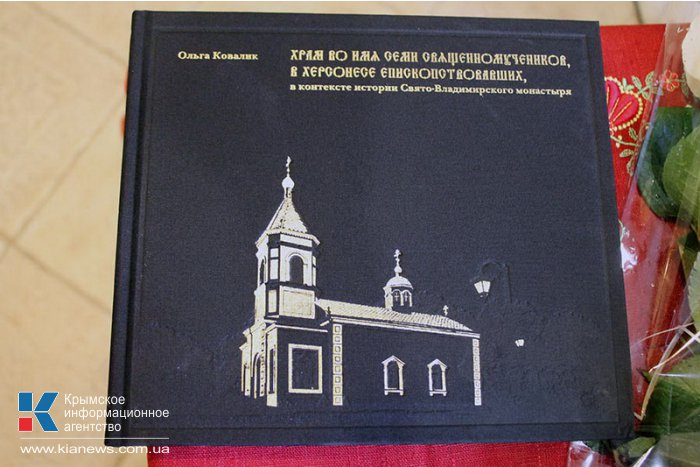 Ольга Ковалик
ХРАМ ВО ИМЯ СЕМИ СВЯЩЕННОМУЧЕНИКОВ,
В ХЕРСОНЕСЕ ЕПИСКОПСТВОВАВШИХ,
в контексте истории Свято-Владимирского монастыря
Крымское
информационное
агентство
www.kianews.com.ua